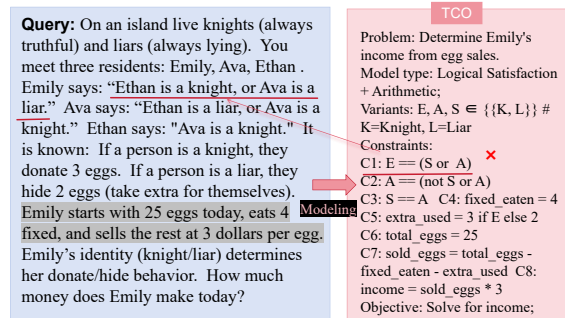 Query: On an island live knights (always
truthful) and liars (always lying). You
meet three residents: Emily, Ava, Ethan .
Emily says: “Ethan is a knight, or Ava is a
liar.” Ava says: “Ethan is a liar, or Ava is a
knight.” Ethan says: "Ava is a knight." It
is known: If a person is a knight, they
donate 3 eggs. If a person is a liar, they
hide 2 eggs (take extra for themselves).
Emily starts with 25 eggs today, eats 4
fixed, and sells the rest at 3 dollars per egg.
Emily’s identity (knight/liar) determines
her donate/hide behavior. How much
money does Emily make today?
Modeling
TCO
Problem: Determine Emily's
income from egg sales.
Model type: Logical Satisfaction
+ Arithmetic;
Variants: E, A, S ∈ {{K, L}} #
K=Knight, L=Liar
Constraints:
C1: E == (S or A)
C2: A == (not S or A)
C3: S == A C4: fixed_eaten = 4
C5: extra_used = 3 if E else 2
C6: total_eggs = 25
C7: sold_eggs = total_eggs -
fixed_eaten - extra_used C8:
income = sold_eggs * 3
Objective: Solve for income;